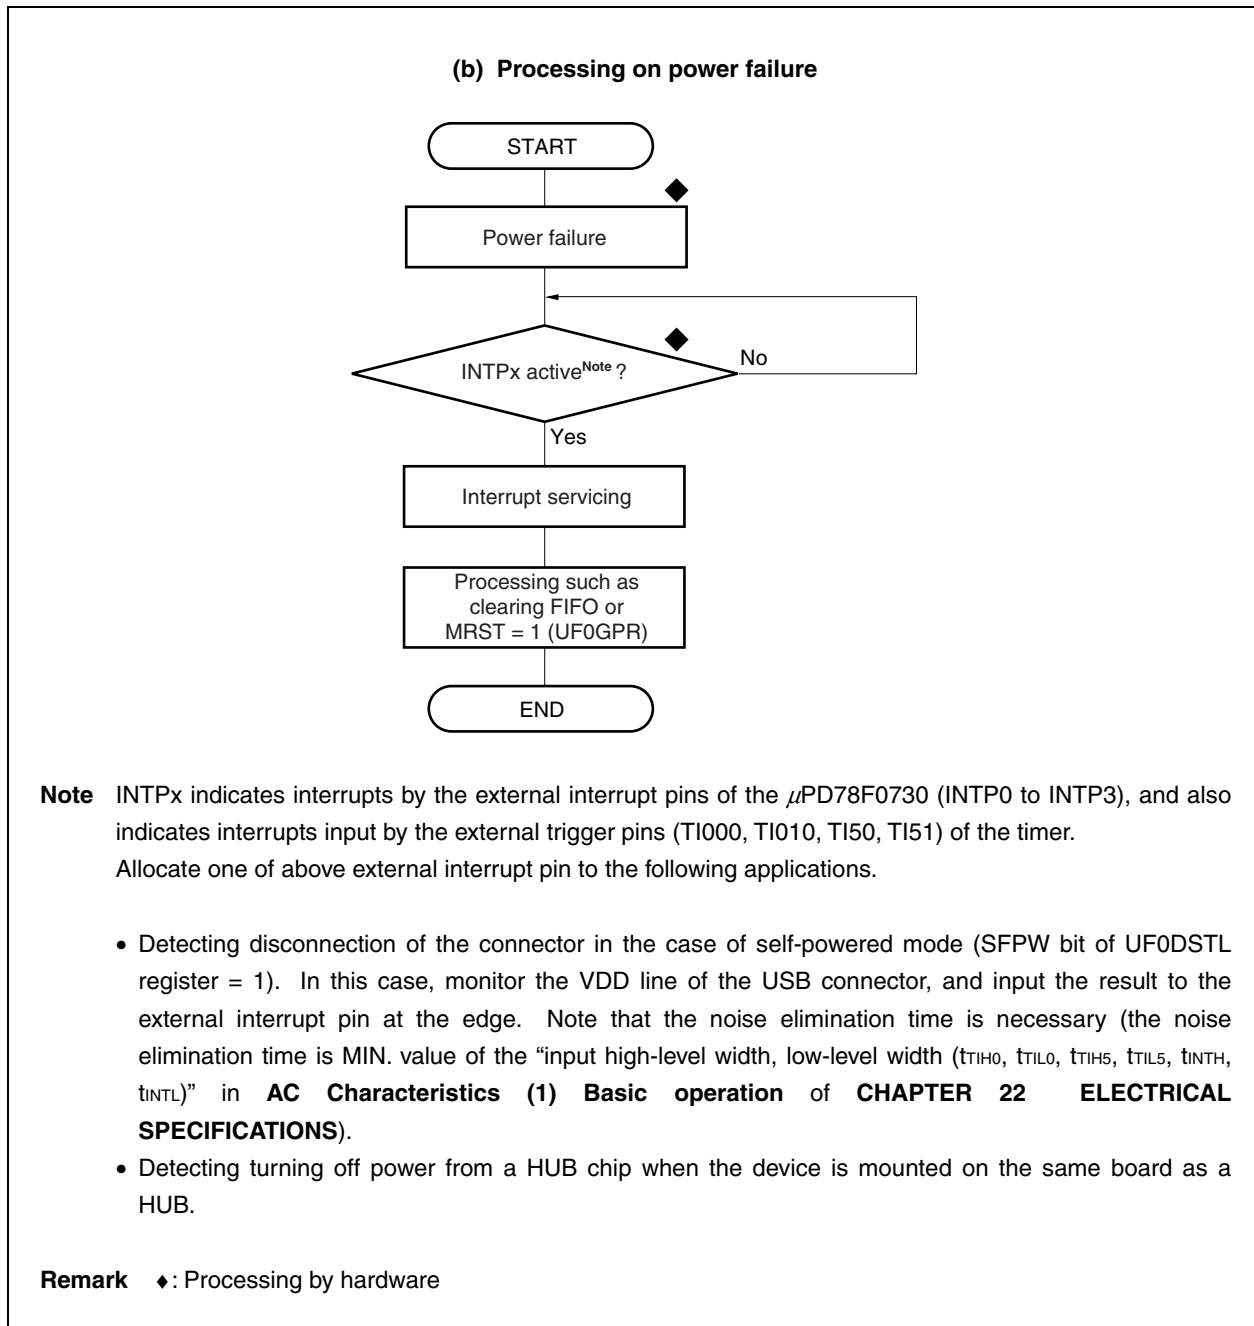 (b) Processing on power failure
START
◆
Power failure
◆
INTPx active^Note ?
No
Yes
Interrupt servicing
Processing such as
clearing FIFO or
MRST = 1 (UF0GPR)
END
Note INTPx indicates interrupts by the external interrupt pins of the μPD78F0730 (INTP0 to INTP3), and also
indicates interrupts input by the external trigger pins (TI000, TI010, TI50, TI51) of the timer.
Allocate one of above external interrupt pin to the following applications.
• Detecting disconnection of the connector in the case of self-powered mode (SFPW bit of UF0DSTL
register = 1). In this case, monitor the VDD line of the USB connector, and input the result to the
external interrupt pin at the edge. Note that the noise elimination time is necessary (the noise
elimination time is MIN. value of the “input high-level width, low-level width (tTIH0, tTIL0, tTIH5, tTIL5, tINTH,
tINTL)” in AC Characteristics (1) Basic operation of CHAPTER 22 ELECTRICAL
SPECIFICATIONS).
• Detecting turning off power from a HUB chip when the device is mounted on the same board as a
HUB.
Remark ♦: Processing by hardware